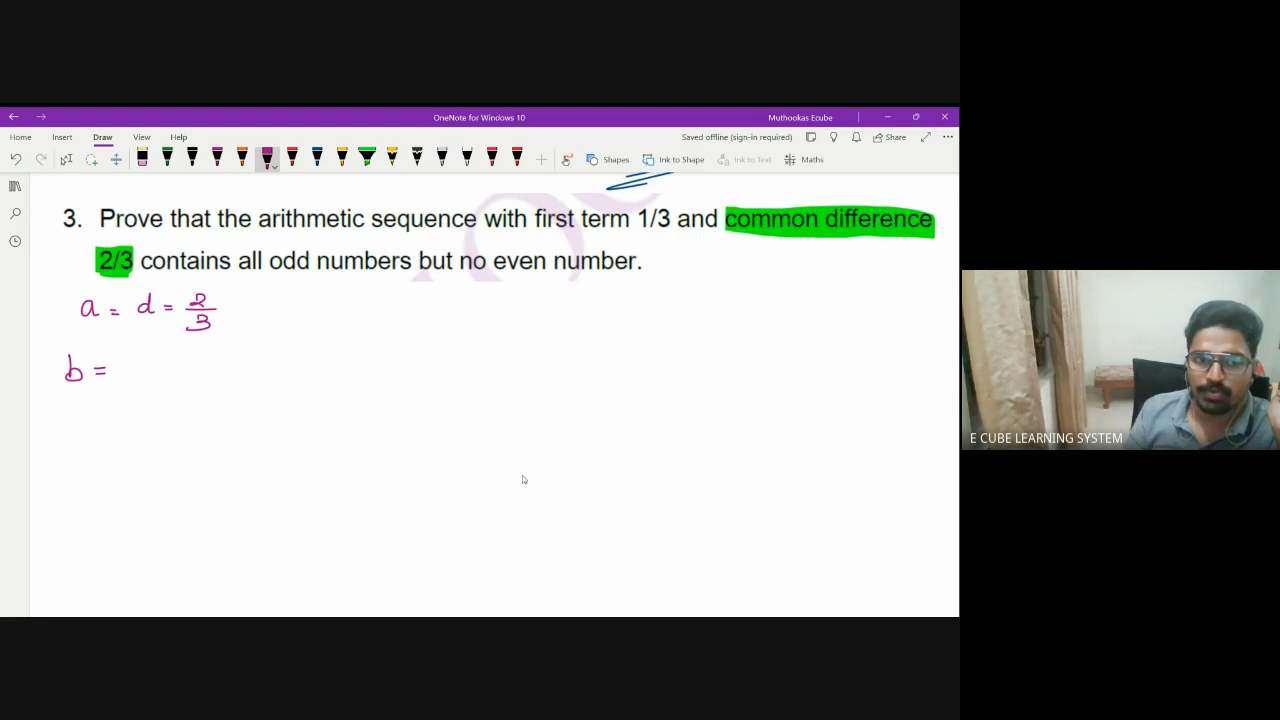 OneNote for Windows 10
Muthookas Ecube
Home Insert Draw View Help
Saved offline (sign-in required)
Share
Shapes
Ink to Shape
Ink to Text
Maths
3. Prove that the arithmetic sequence with first term 1/3 and common difference
2/3 contains all odd numbers but no even number.
a = d = 2/3
b =
E CUBE LEARNING SYSTEM